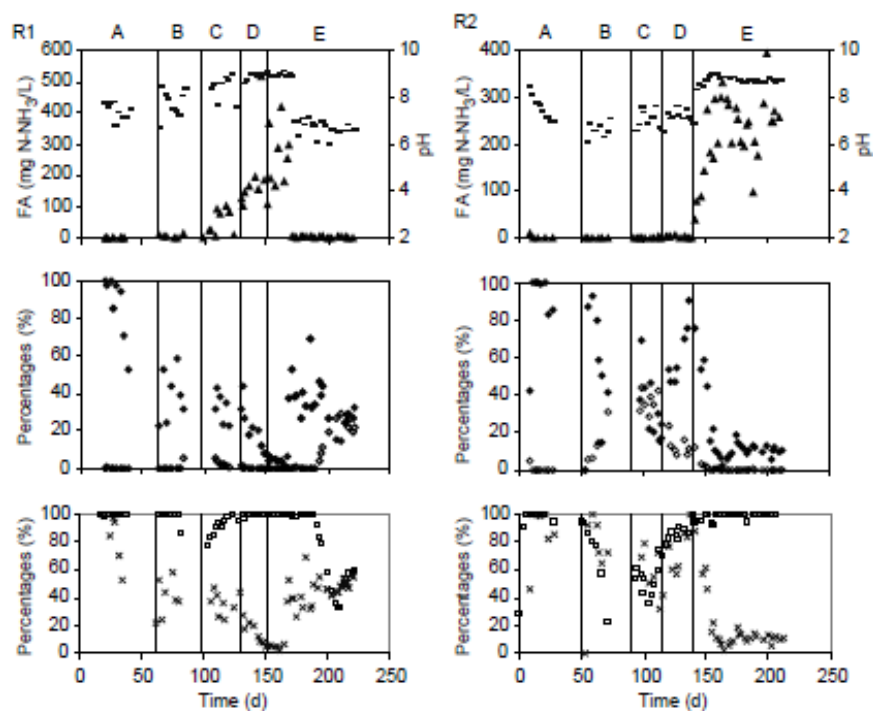 R1 A B C D E
600 500 400 300 200 100 0
FA (mg N-NH3/L)
10 8 6 4 2
pH
100 80 60 40 20 0
Percentages (%)
100 80 60 40 20 0
Percentages (%)
0 50 100 150 200 250
Time (d)
R2 A B C D E
400 300 200 100 0
FA (mg N-NH3/L)
10 8 6 4 2
pH
100 80 60 40 20 0
Percentages (%)
100 80 60 40 20 0
Percentages (%)
0 50 100 150 200 250
Time (d)